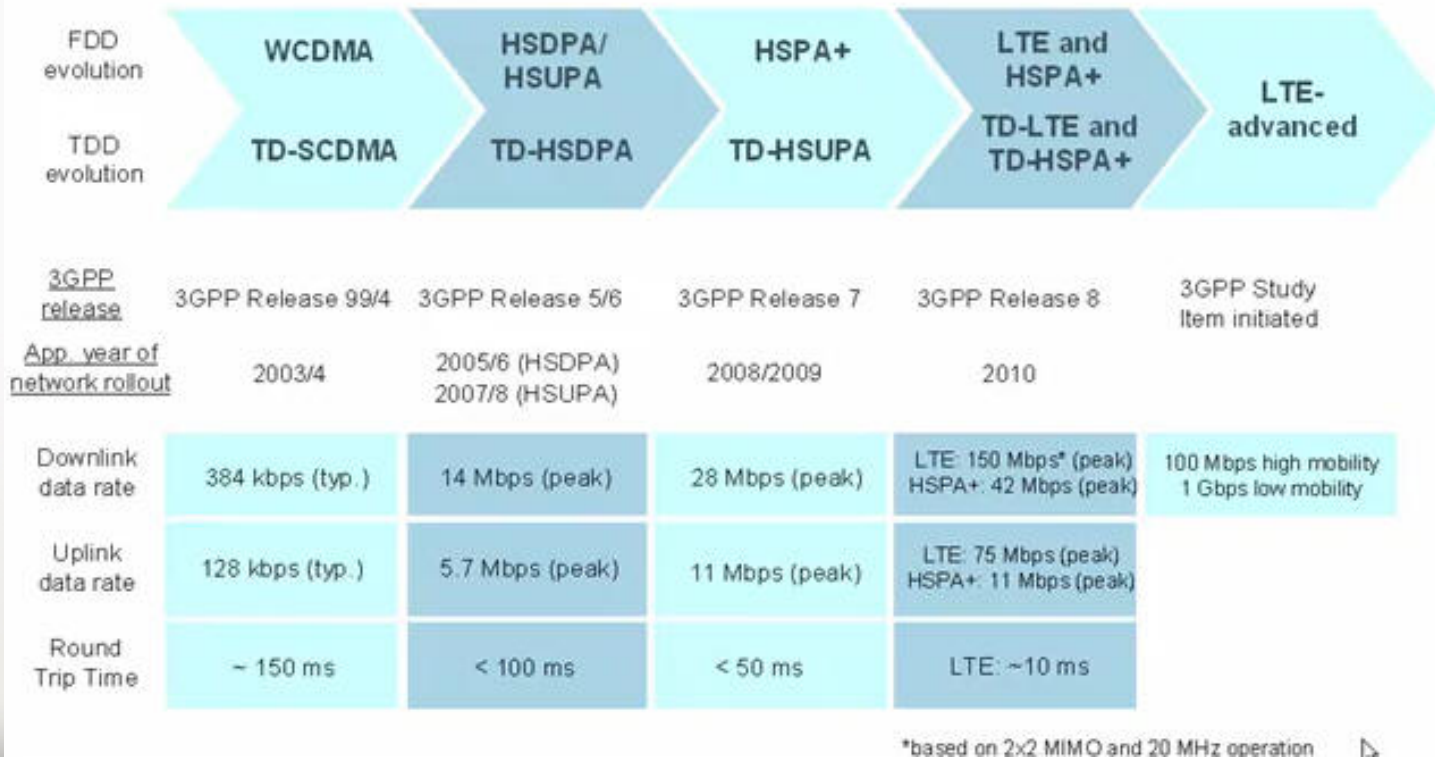 FDD
evolution
WCDMA
HSDPA/
HSUPA
HSPA+
LTE and
HSPA+
LTE-
advanced
TDD
evolution
TD-SCDMA
TD-HSDPA
TD-HSUPA
TD-LTE and
TD-HSPA+
3GPP
release
3GPP Release 99/4
3GPP Release 5/6
3GPP Release 7
3GPP Release 8
3GPP Study
Item initiated
App. year of
network rollout
2003/4
2005/6 (HSDPA)
2007/8 (HSUPA)
2008/2009
2010
Downlink
data rate
384 kbps (typ.)
14 Mbps (peak)
28 Mbps (peak)
LTE: 150 Mbps* (peak)
HSPA+: 42 Mbps (peak)
100 Mbps high mobility
1 Gbps low mobility
Uplink
data rate
128 kbps (typ.)
5.7 Mbps (peak)
11 Mbps (peak)
LTE: 75 Mbps (peak)
HSPA+: 11 Mbps (peak)
Round
Trip Time
~ 150 ms
< 100 ms
< 50 ms
LTE: ~10 ms
*based on 2x2 MIMO and 20 MHz operation